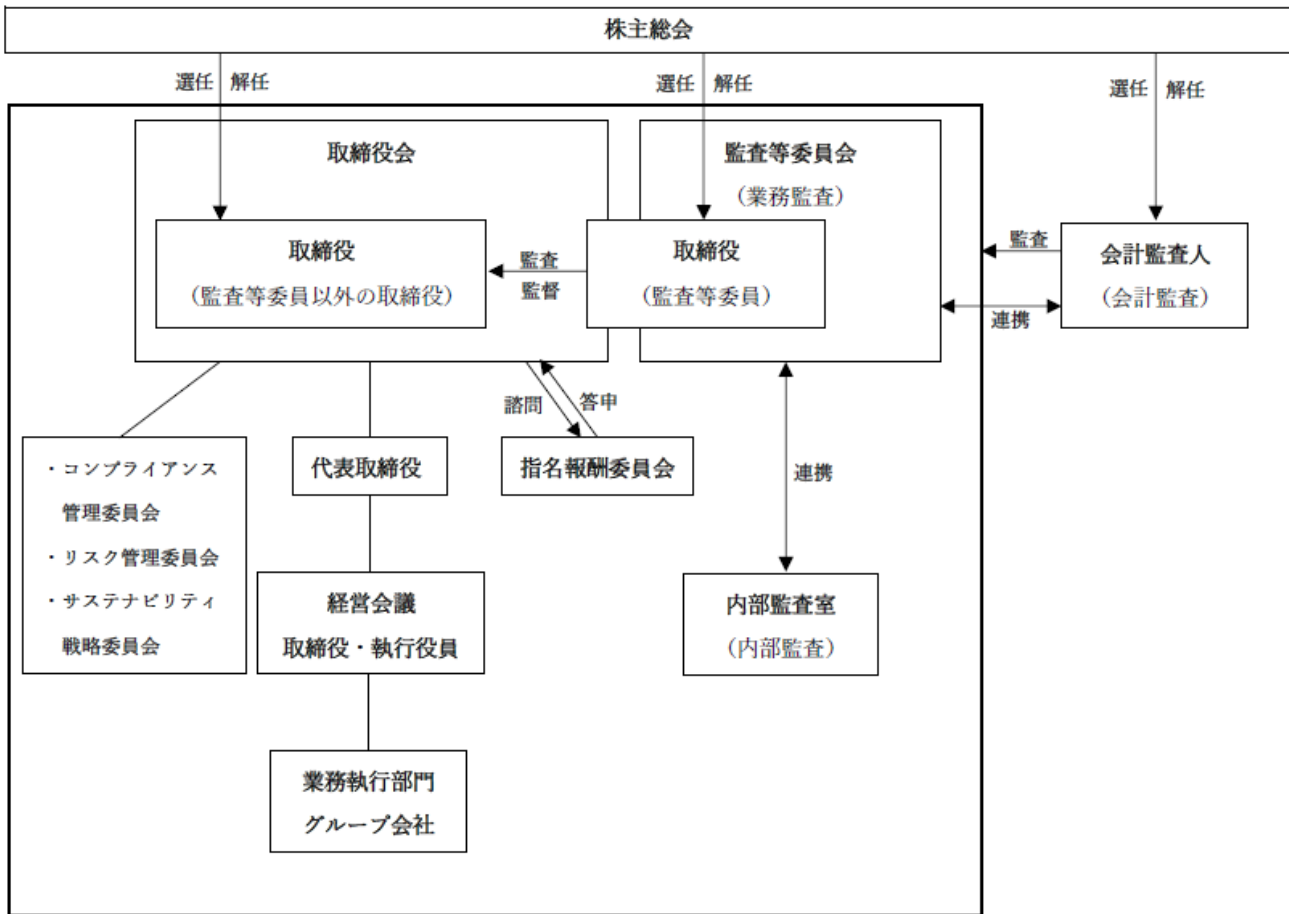 株主総会
選任
解任
選任
解任
選任
解任
取締役会
監査等委員会
（業務監査）
取締役
（監査等委員以外の取締役）
監査
監督
取締役
（監査等委員）
監査
連携
会計監査人
（会計監査）
諮問
答申
・コンプライアンス
管理委員会
・リスク管理委員会
・サステナビリティ
戦略委員会
代表取締役
指名報酬委員会
連携
経営会議
取締役・執行役員
内部監査室
（内部監査）
業務執行部門
グループ会社